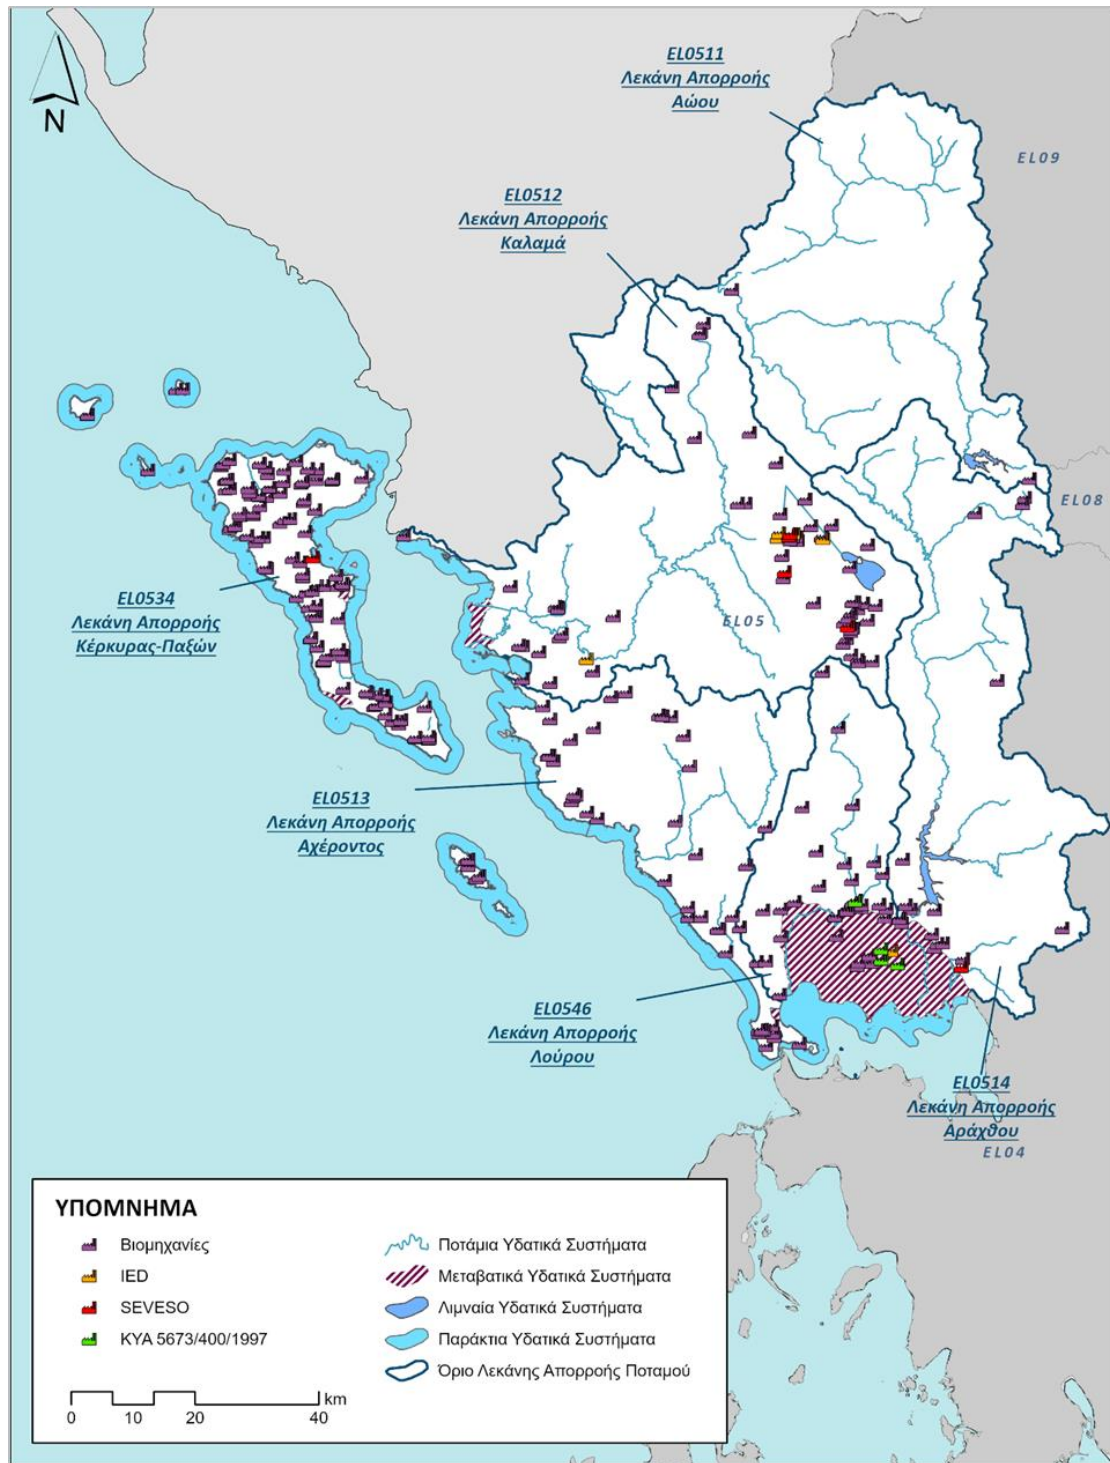 EL0511
Λεκάνη Απορροής
Αώου
EL09
EL0512
Λεκάνη Απορροής
Καλαμά
N
EL08
EL0534
Λεκάνη Απορροής
Κέρκυρας-Παξών
EL05
EL0513
Λεκάνη Απορροής
Αχέροντος
EL0546
Λεκάνη Απορροής
Λούρου
EL0514
Λεκάνη Απορροής
Αράχθου
EL04
ΥΠΟΜΝΗΜΑ
Βιομηχανίες
IED
SEVESO
ΚΥΑ 5673/400/1997
Ποτάμια Υδατικά Συστήματα
Μεταβατικά Υδατικά Συστήματα
Λιμναία Υδατικά Συστήματα
Παράκτια Υδατικά Συστήματα
Όριο Λεκάνης Απορροής Ποταμού
km
0 10 20 40